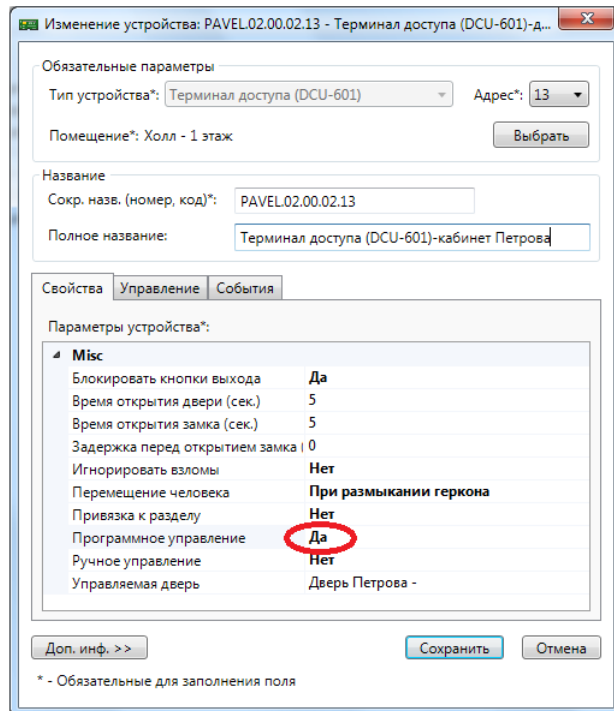 Изменение устройства: PAVEL.02.00.02.13 - Терминал доступа (DCU-601)-д...
Обязательные параметры
Тип устройства*: Терминал доступа (DCU-601) Адрес*: 13
Помещение*: Холл - 1 этаж Выбрать
Название
Сокр. назв. (номер, код)*: PAVEL.02.00.02.13
Полное название: Терминал доступа (DCU-601)-кабинет Петрова
Свойства Управление События
Параметры устройства*:
Misc
Блокировать кнопки выхода Да
Время открытия двери (сек.) 5
Время открытия замка (сек.) 5
Задержка перед открытием замка ( 0
Игнорировать взломы Нет
Перемещение человека При размыкании геркона
Привязка к разделу Нет
Программное управление Да
Ручное управление Нет
Управляемая дверь Дверь Петрова -
Доп. инф. >> Сохранить Отмена
* - Обязательные для заполнения поля